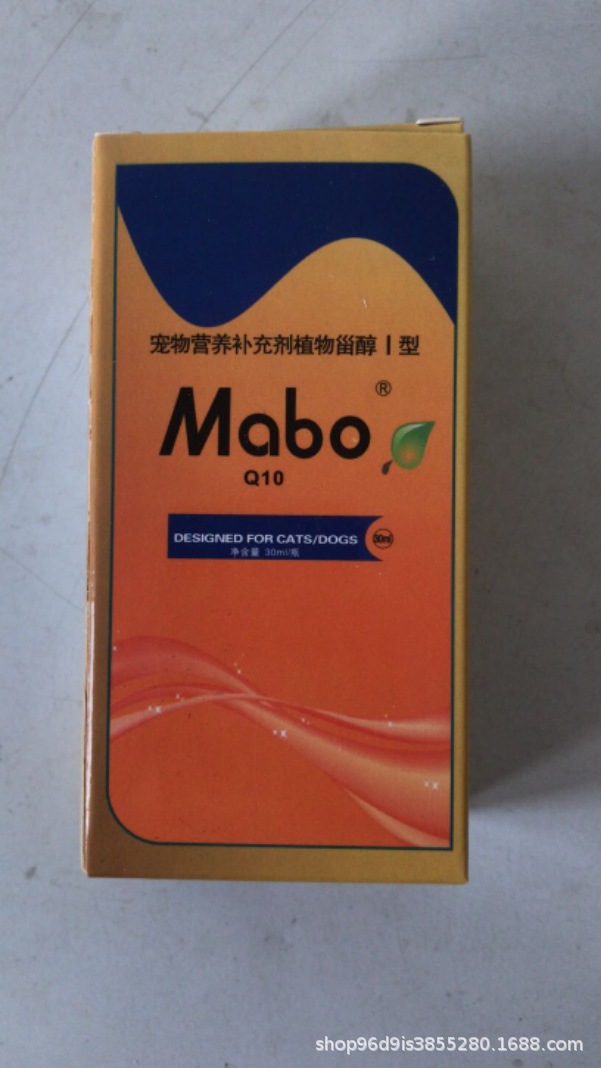 宠物营养补充剂植物甾醇Ⅰ型
Mabo®
Q10
DESIGNED FOR CATS/DOGS
30ml
净含量 30ml/瓶
shop96d9is3855280.1688.com